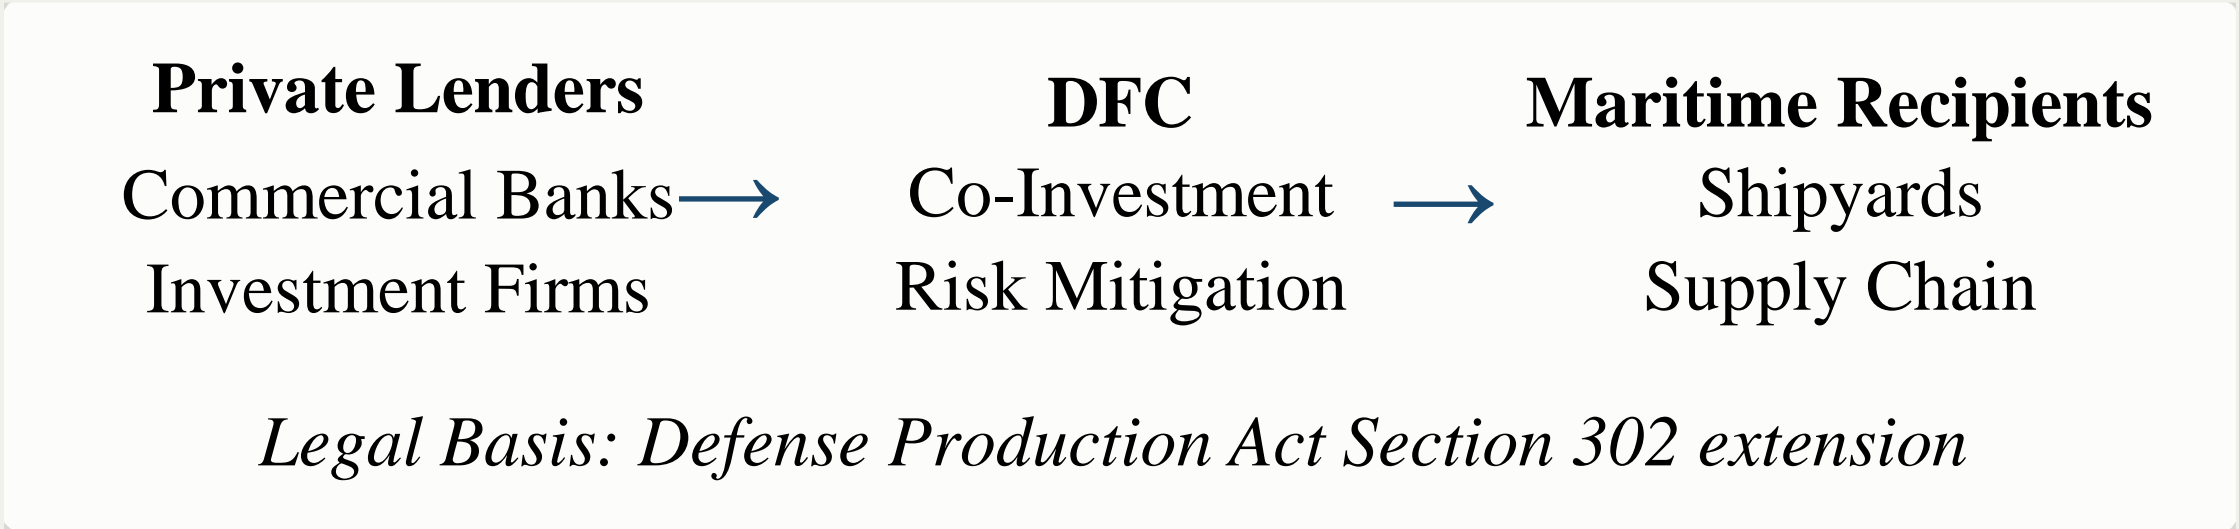 Private Lenders
Commercial Banks
Investment Firms
DFC
Co-Investment
Risk Mitigation
Maritime Recipients
Shipyards
Supply Chain
Legal Basis: Defense Production Act Section 302 extension